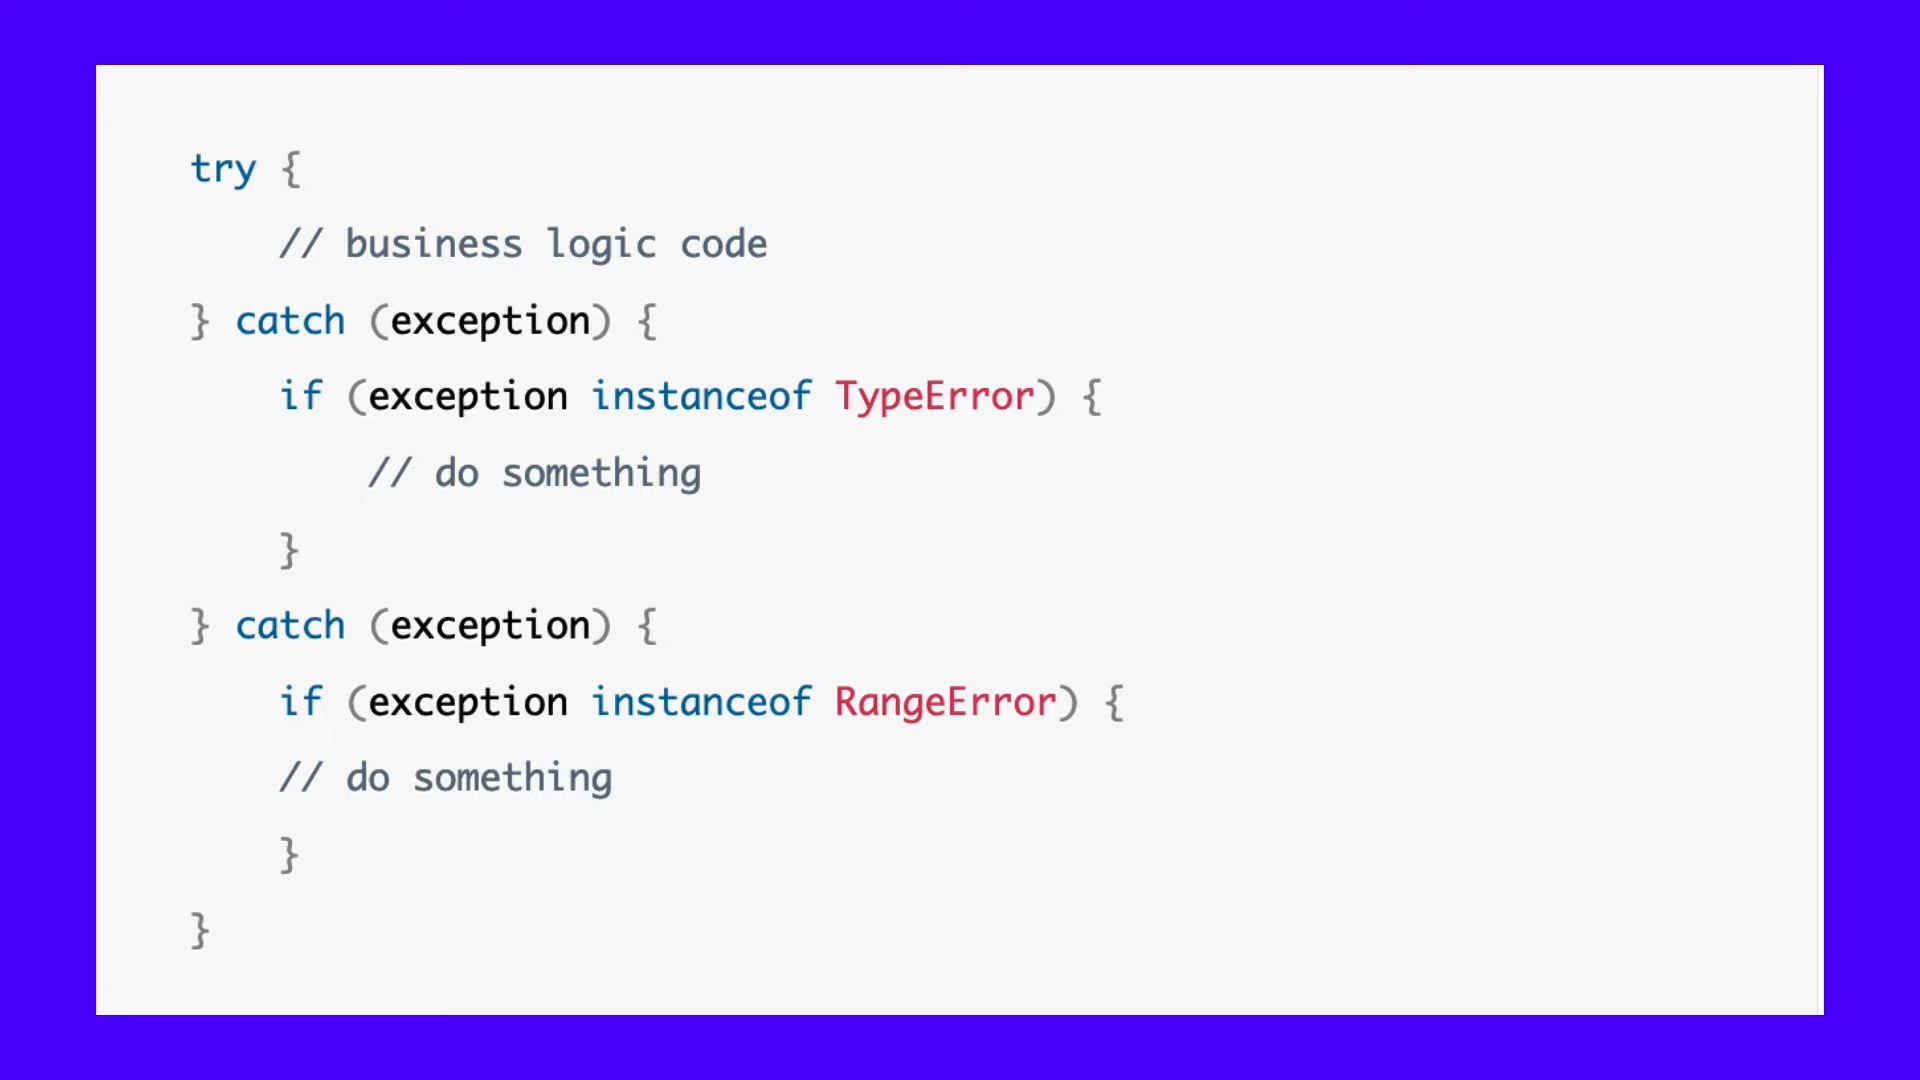 try {
    // business logic code
} catch (exception) {
    if (exception instanceof TypeError) {
        // do something
    }
} catch (exception) {
    if (exception instanceof RangeError) {
    // do something
    }
}